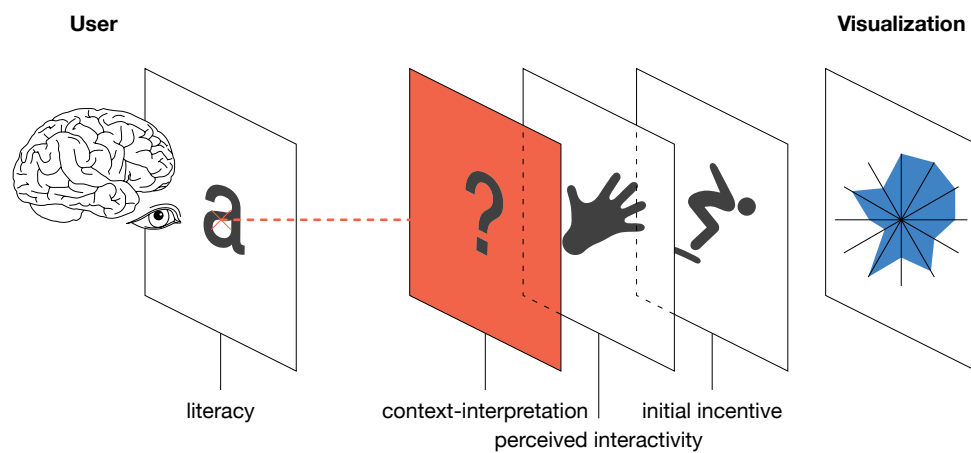 User
Visualization
a
?
literacy
context-interpretation
initial incentive
perceived interactivity